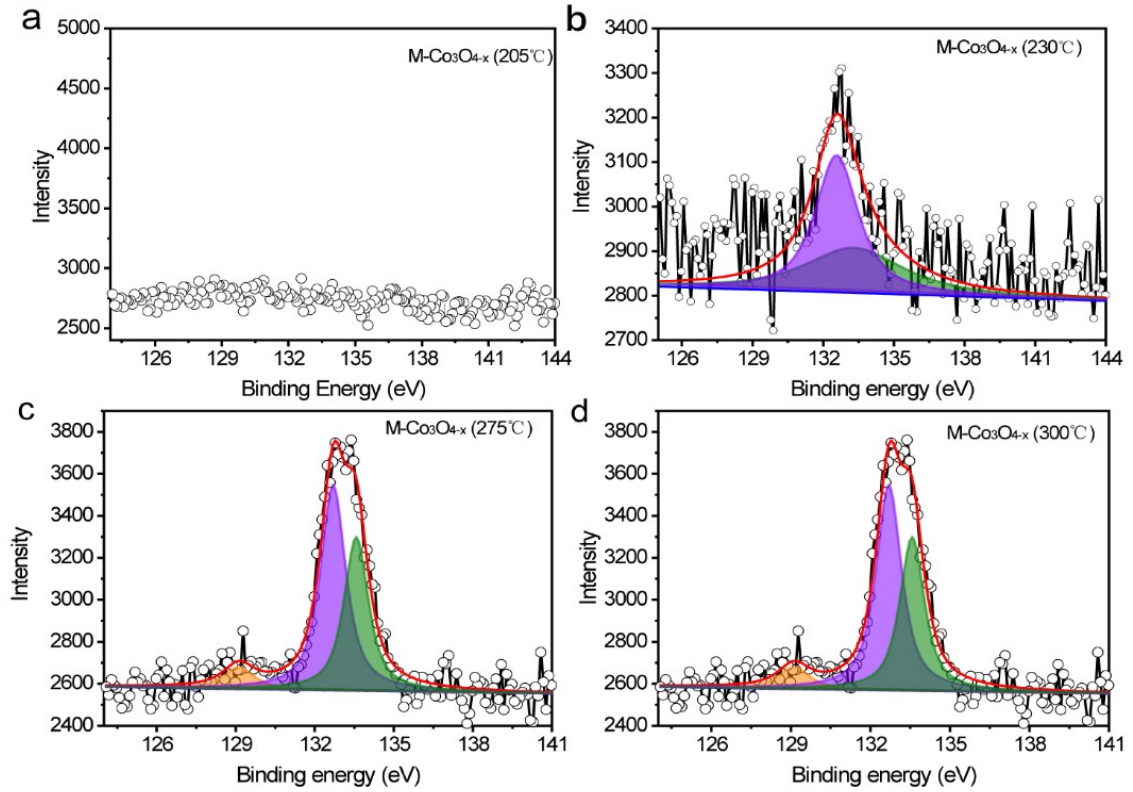 a
M-Co3O4-x (205℃)
5000
4500
4000
3500
3000
2500
Intensity
126 129 132 135 138 141 144
Binding Energy (eV)
b
M-Co3O4-x (230℃)
3400
3300
3200
3100
3000
2900
2800
2700
Intensity
126 129 132 135 138 141 144
Binding energy (eV)
c
M-Co3O4-x (275℃)
3800
3600
3400
3200
3000
2800
2600
2400
Intensity
126 129 132 135 138 141
Binding energy (eV)
d
M-Co3O4-x (300℃)
3800
3600
3400
3200
3000
2800
2600
2400
Intensity
126 129 132 135 138 141
Binding energy (eV)